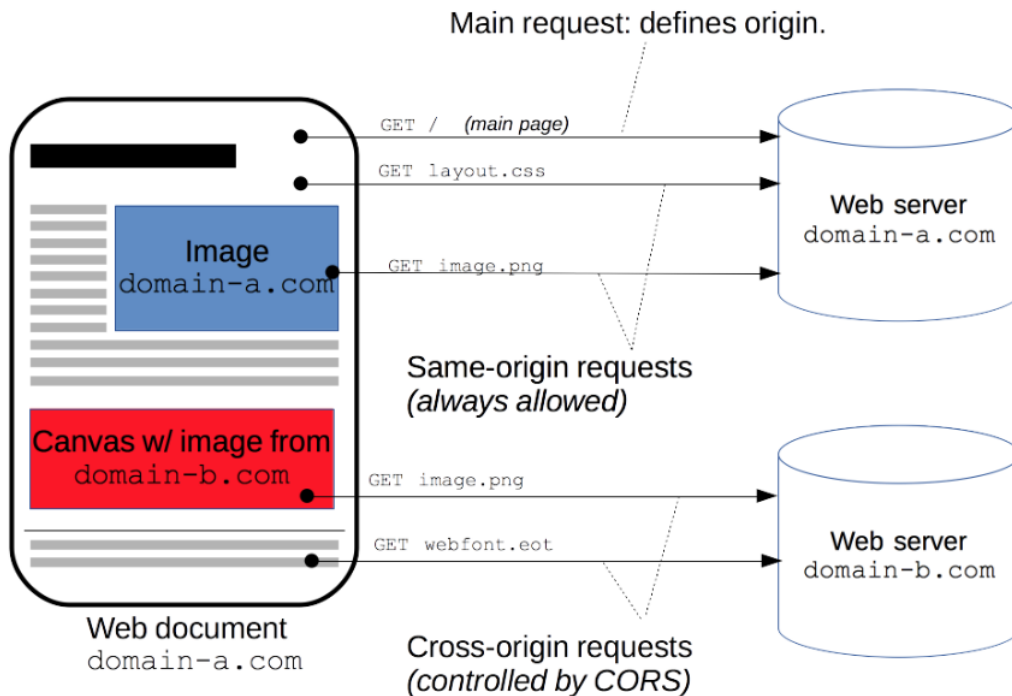 Main request: defines origin.
GET / (main page)
GET layout.css
Web server
domain-a.com
Image
domain-a.com
GET image.png
Same-origin requests
(always allowed)
Canvas w/ image from
domain-b.com
GET image.png
GET webfont.eot
Web server
domain-b.com
Web document
domain-a.com
Cross-origin requests
(controlled by CORS)